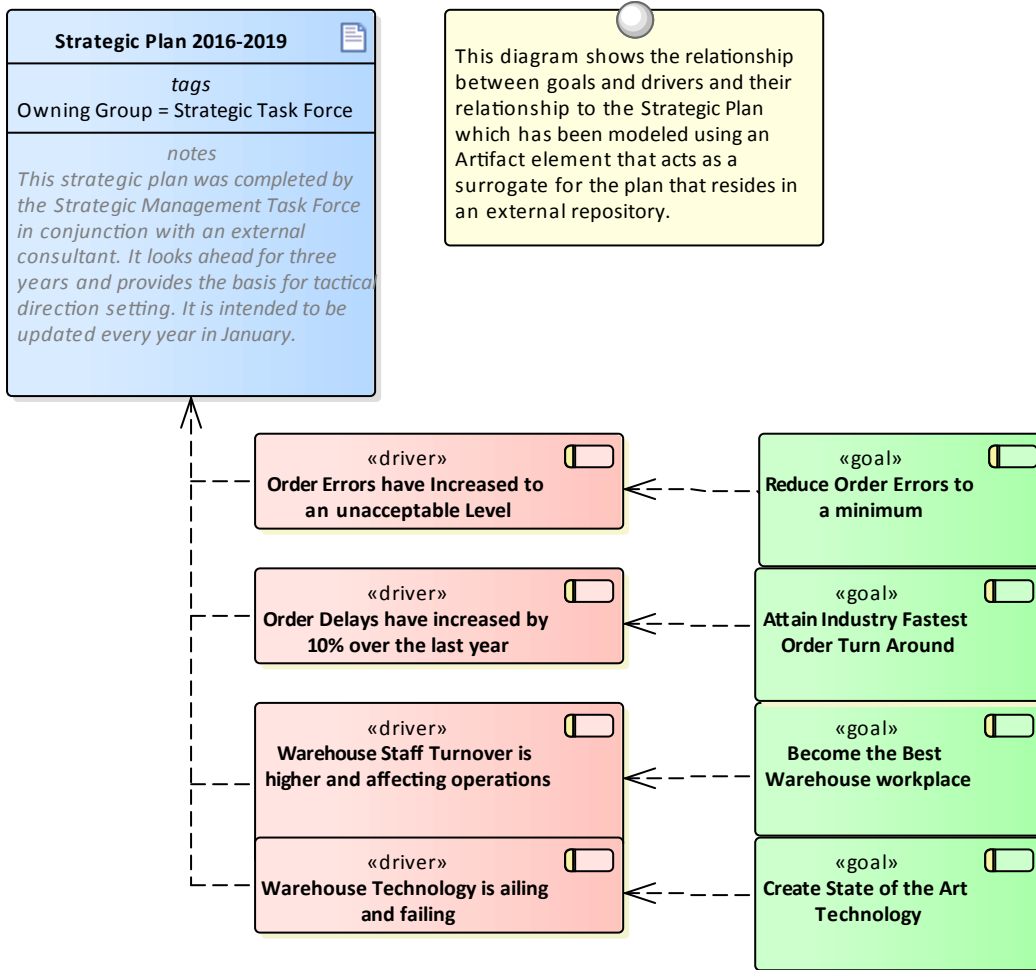 Strategic Plan 2016-2019
tags
Owning Group = Strategic Task Force
notes
This strategic plan was completed by
the Strategic Management Task Force
in conjunction with an external
consultant. It looks ahead for three
years and provides the basis for tactical
direction setting. It is intended to be
updated every year in January.
This diagram shows the relationship
between goals and drivers and their
relationship to the Strategic Plan
which has been modeled using an
Artifact element that acts as a
surrogate for the plan that resides in
an external repository.
«driver»
Order Errors have Increased to
an unacceptable Level
«goal»
Reduce Order Errors to
a minimum
«driver»
Order Delays have increased by
10% over the last year
«goal»
Attain Industry Fastest
Order Turn Around
«driver»
Warehouse Staff Turnover is
higher and affecting operations
«goal»
Become the Best
Warehouse workplace
«driver»
Warehouse Technology is ailing
and failing
«goal»
Create State of the Art
Technology